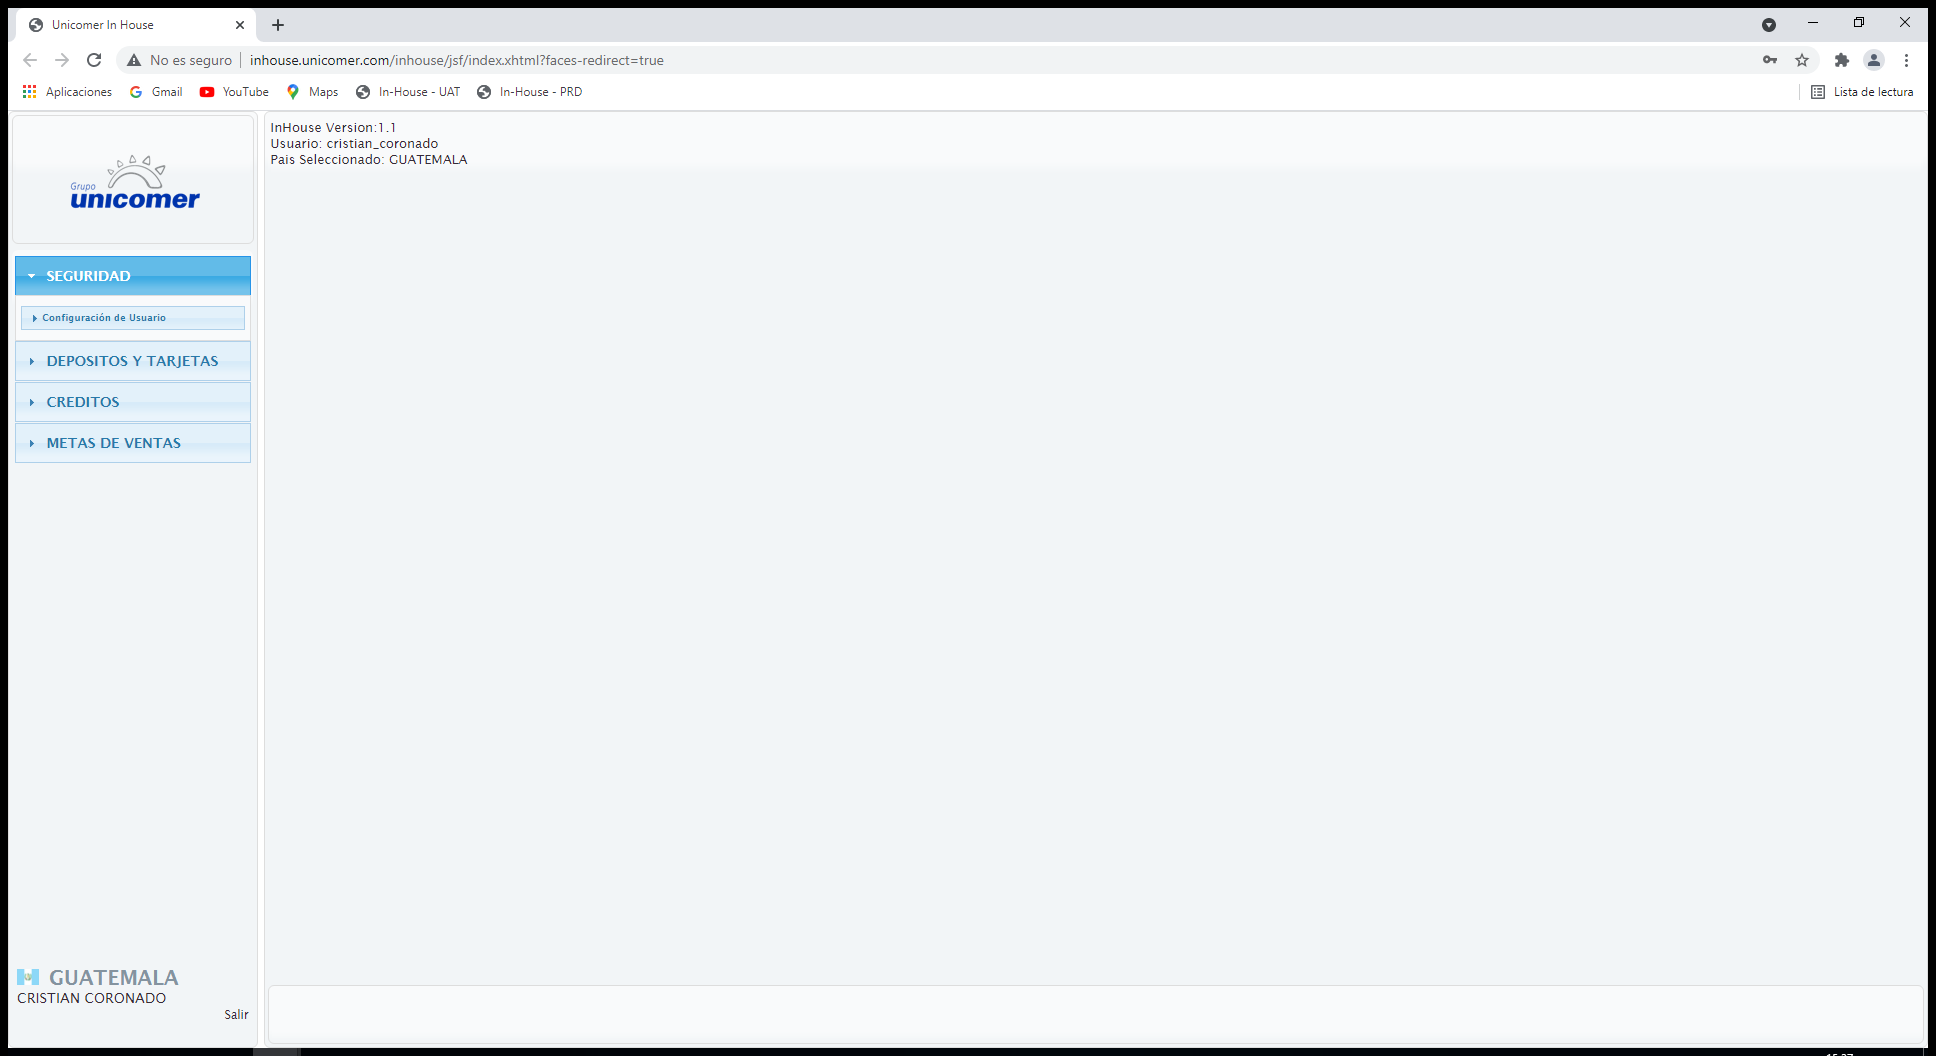 Unicomer In House
No es seguro
inhouse.unicomer.com/inhouse/jsf/index.xhtml?faces-redirect=true
Aplicaciones
Gmail
YouTube
Maps
In-House - UAT
In-House - PRD
Lista de lectura
Grupo
unicomer
InHouse Version:1.1
Usuario: cristian_coronado
Pais Seleccionado: GUATEMALA
SEGURIDAD
Configuración de Usuario
DEPOSITOS Y TARJETAS
CREDITOS
METAS DE VENTAS
GUATEMALA
CRISTIAN CORONADO
Salir